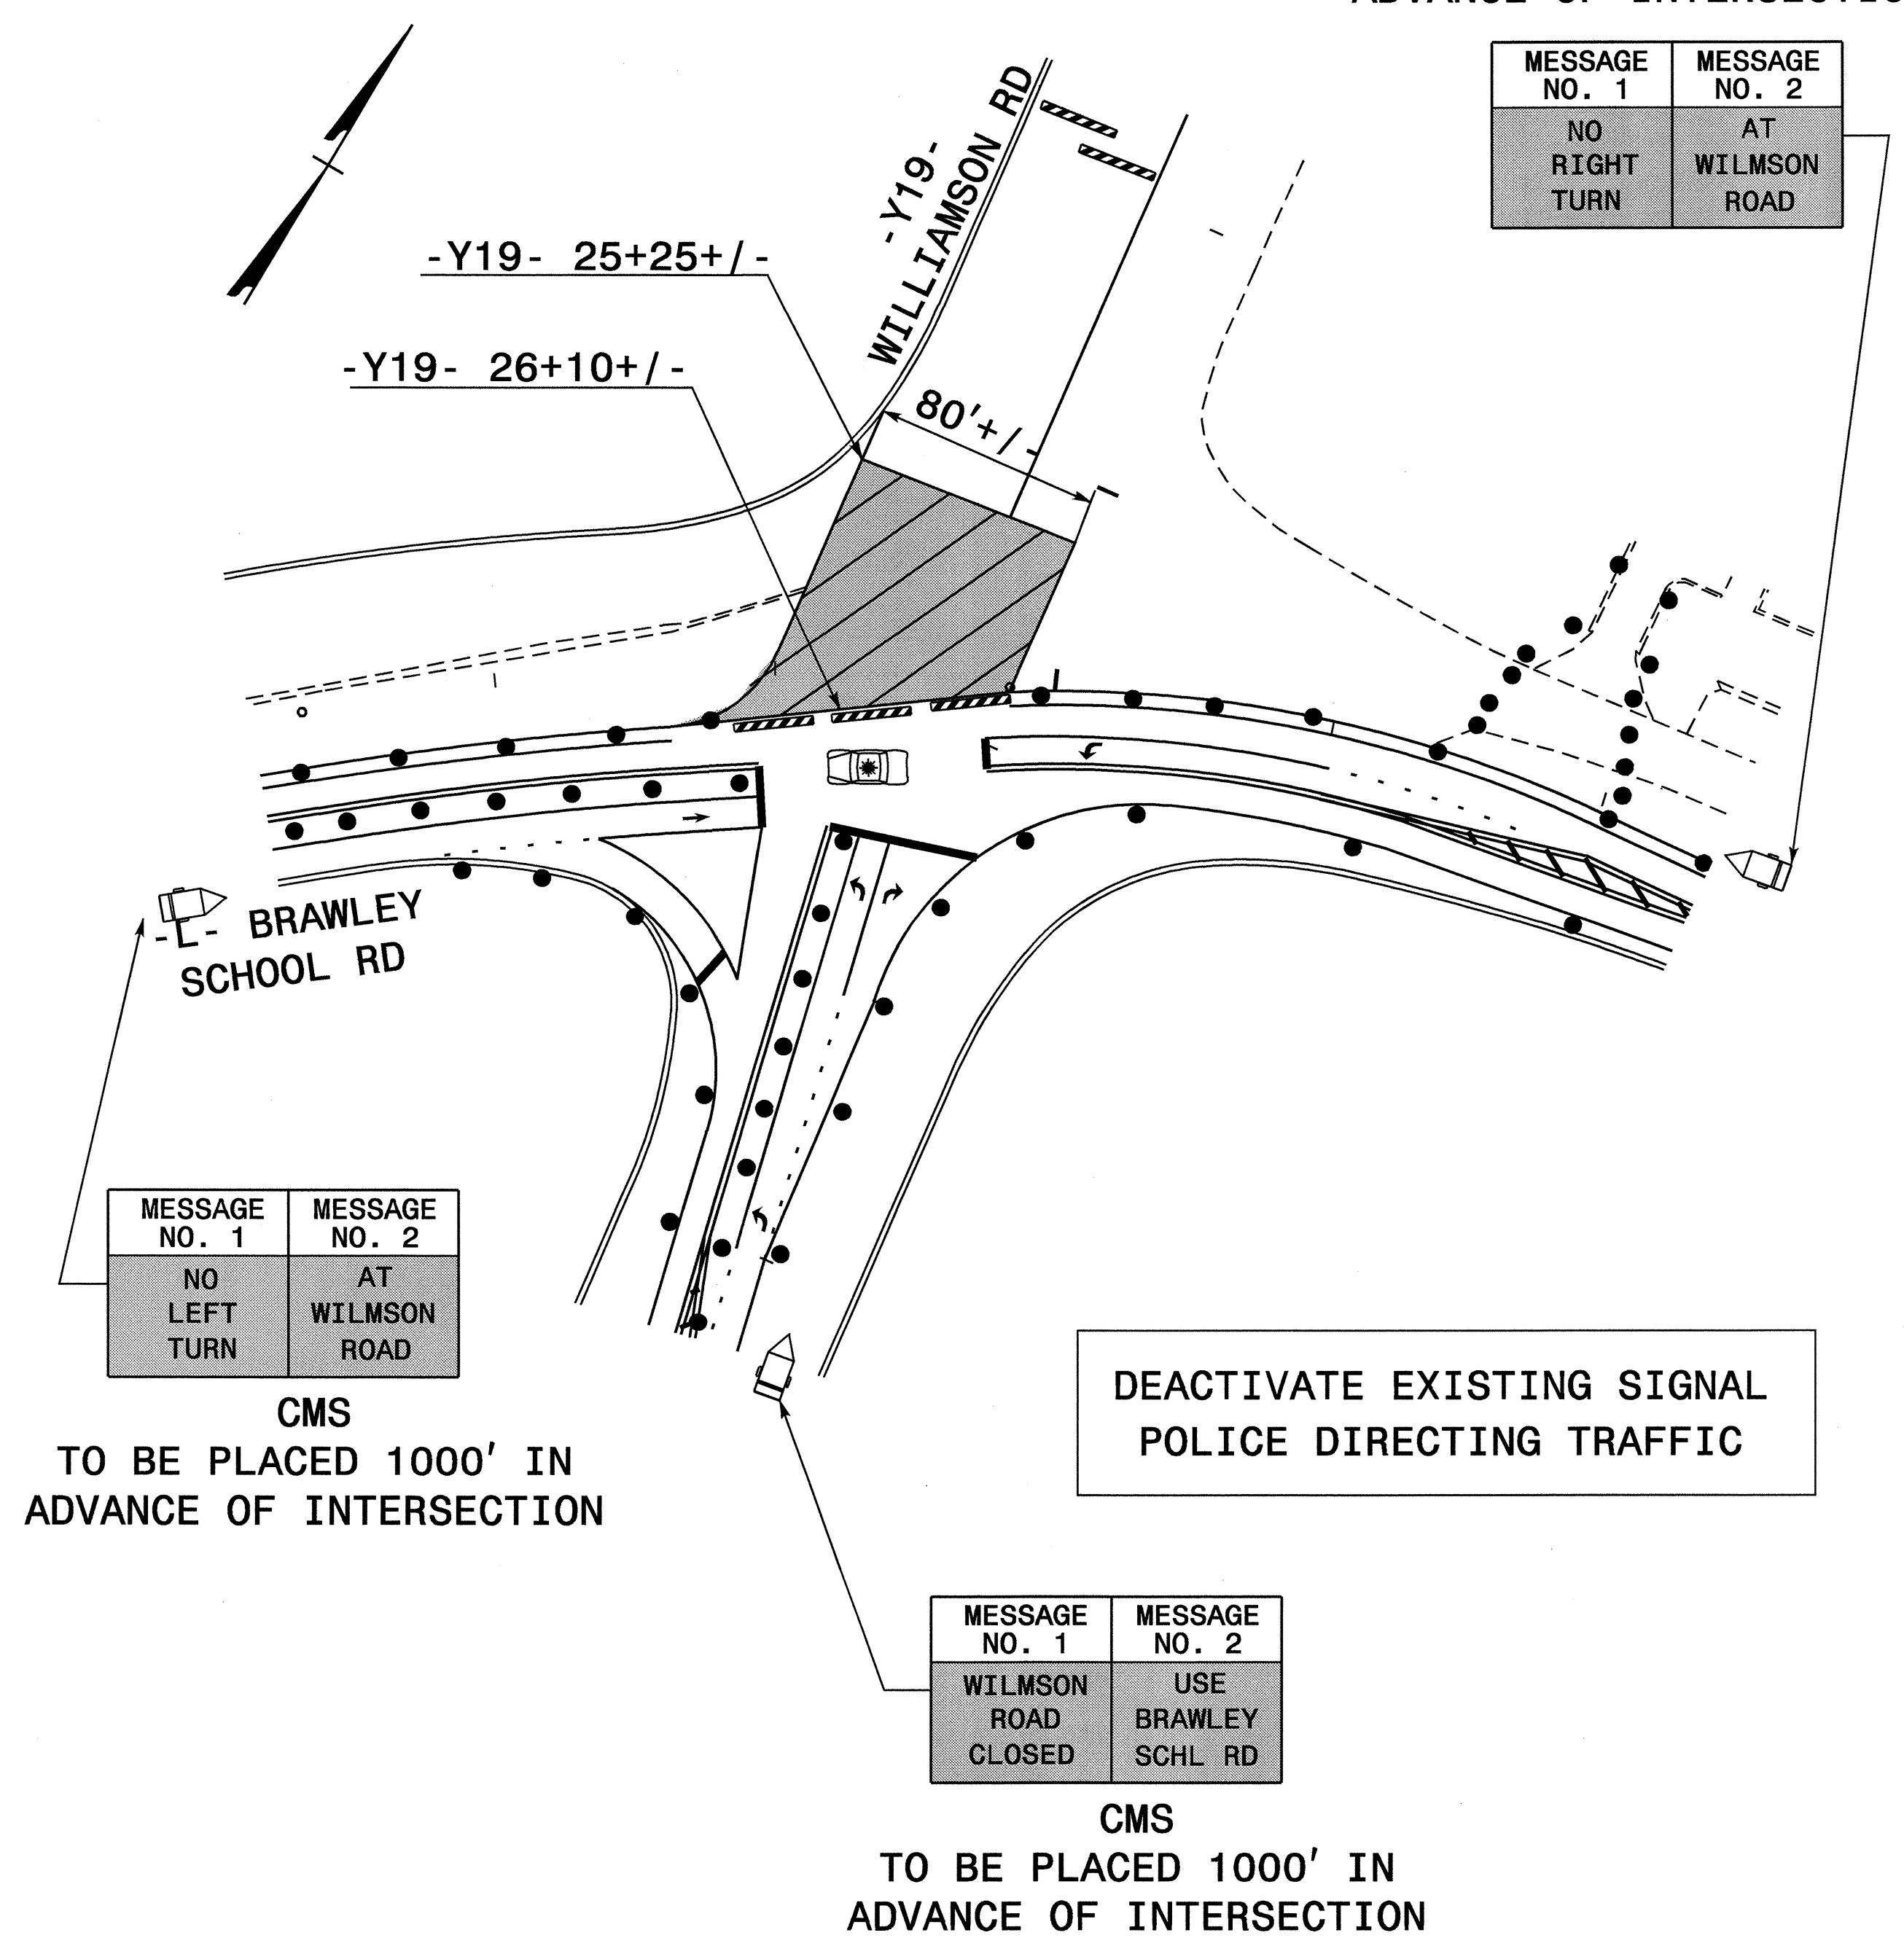 ADVANCE OF INTERSECTIO
MESSAGE NO. 1
MESSAGE NO. 2
NO
RIGHT
TURN
AT
WILMSON
ROAD
-Y19-
WILLIAMSON RD
-Y19- 25+25+/-
-Y19- 26+10+/-
80'+/-
-L- BRAWLEY
SCHOOL RD
MESSAGE NO. 1
MESSAGE NO. 2
NO
LEFT
TURN
AT
WILMSON
ROAD
CMS
TO BE PLACED 1000' IN
ADVANCE OF INTERSECTION
DEACTIVATE EXISTING SIGNAL
POLICE DIRECTING TRAFFIC
MESSAGE NO. 1
MESSAGE NO. 2
WILMSON
ROAD
CLOSED
USE
BRAWLEY
SCHL RD
CMS
TO BE PLACED 1000' IN
ADVANCE OF INTERSECTION